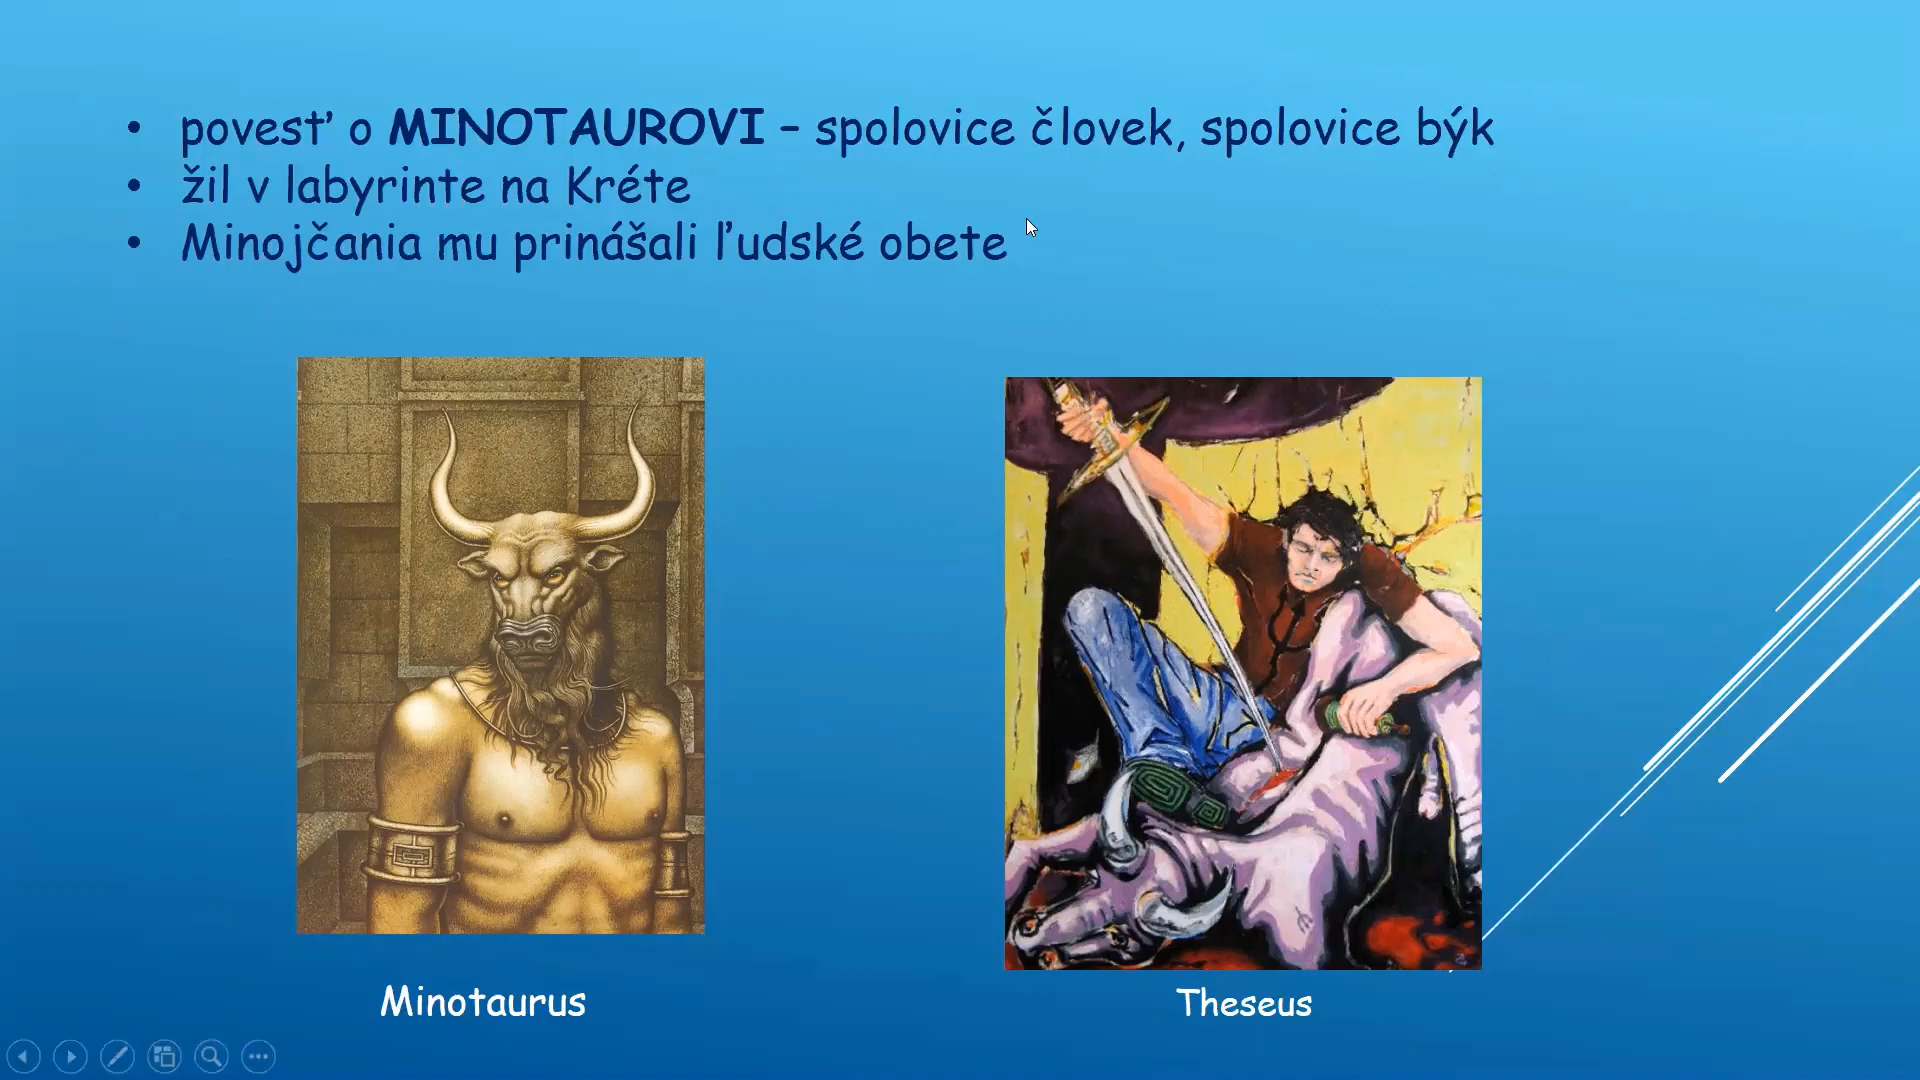 • povesť o MINOTAUROVI – spolovice človek, spolovice býk
• žil v labyrinte na Kréte
• Minojčania mu prinášali ľudské obete
Minotaurus
Theseus